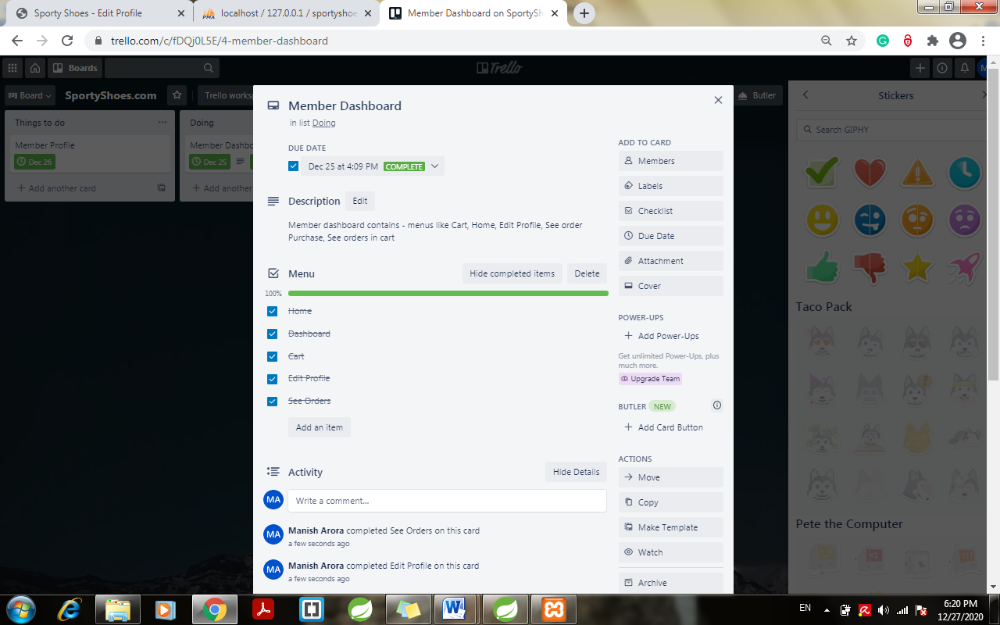 Sporty Shoes - Edit Profile
localhost / 127.0.0.1 / sportyshoe
Member Dashboard on SportySh
trello.com/c/fDQj0L5E/4-member-dashboard
Boards
Trello
Board
SportyShoes.com
Trelloworks
Butler
Things to do
Member Profile
Dec 26
Add another card
Doing
Member Dashbo
Dec 25
Add another
Member Dashboard
in list Doing
DUE DATE
Dec 25 at 4:09 PM COMPLETE
Description Edit
Member dashboard contains - menus like Cart, Home, Edit Profile, See order
Purchase, See orders in cart
Menu Hide completed items Delete
100%
Home
Dashboard
Cart
Edit Profile
See Orders
Add an item
Activity Hide Details
MA Write a comment...
MA Manish Arora completed See Orders on this card
a few seconds ago
MA Manish Arora completed Edit Profile on this card
a few seconds ago
ADD TO CARD
Members
Labels
Checklist
Due Date
Attachment
Cover
POWER-UPS
Add Power-Ups
Get unlimited Power-Ups, plus
much more.
Upgrade Team
BUTLER NEW
Add Card Button
ACTIONS
Move
Copy
Make Template
Watch
Archive
Stickers
Search GIPHY
Taco Pack
Pete the Computer
EN
6:20 PM
12/27/2020